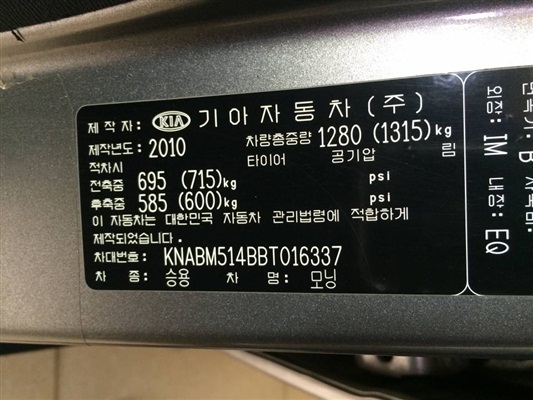 제 작 자: KIA 기아자동차(주)
제작년도: 2010 차량총중량 1280 (1315)kg
적차시 타이어 공기압 림
전축중 695 (715)kg psi
후축중 585 (600)kg psi
이 자동차는 대한민국 자동차 관리법령에 적합하게
제작되었습니다.
차대번호: KNABM514BBT016337
차 종: 승용 차 명: 모닝
외장: IM 내장: EQ